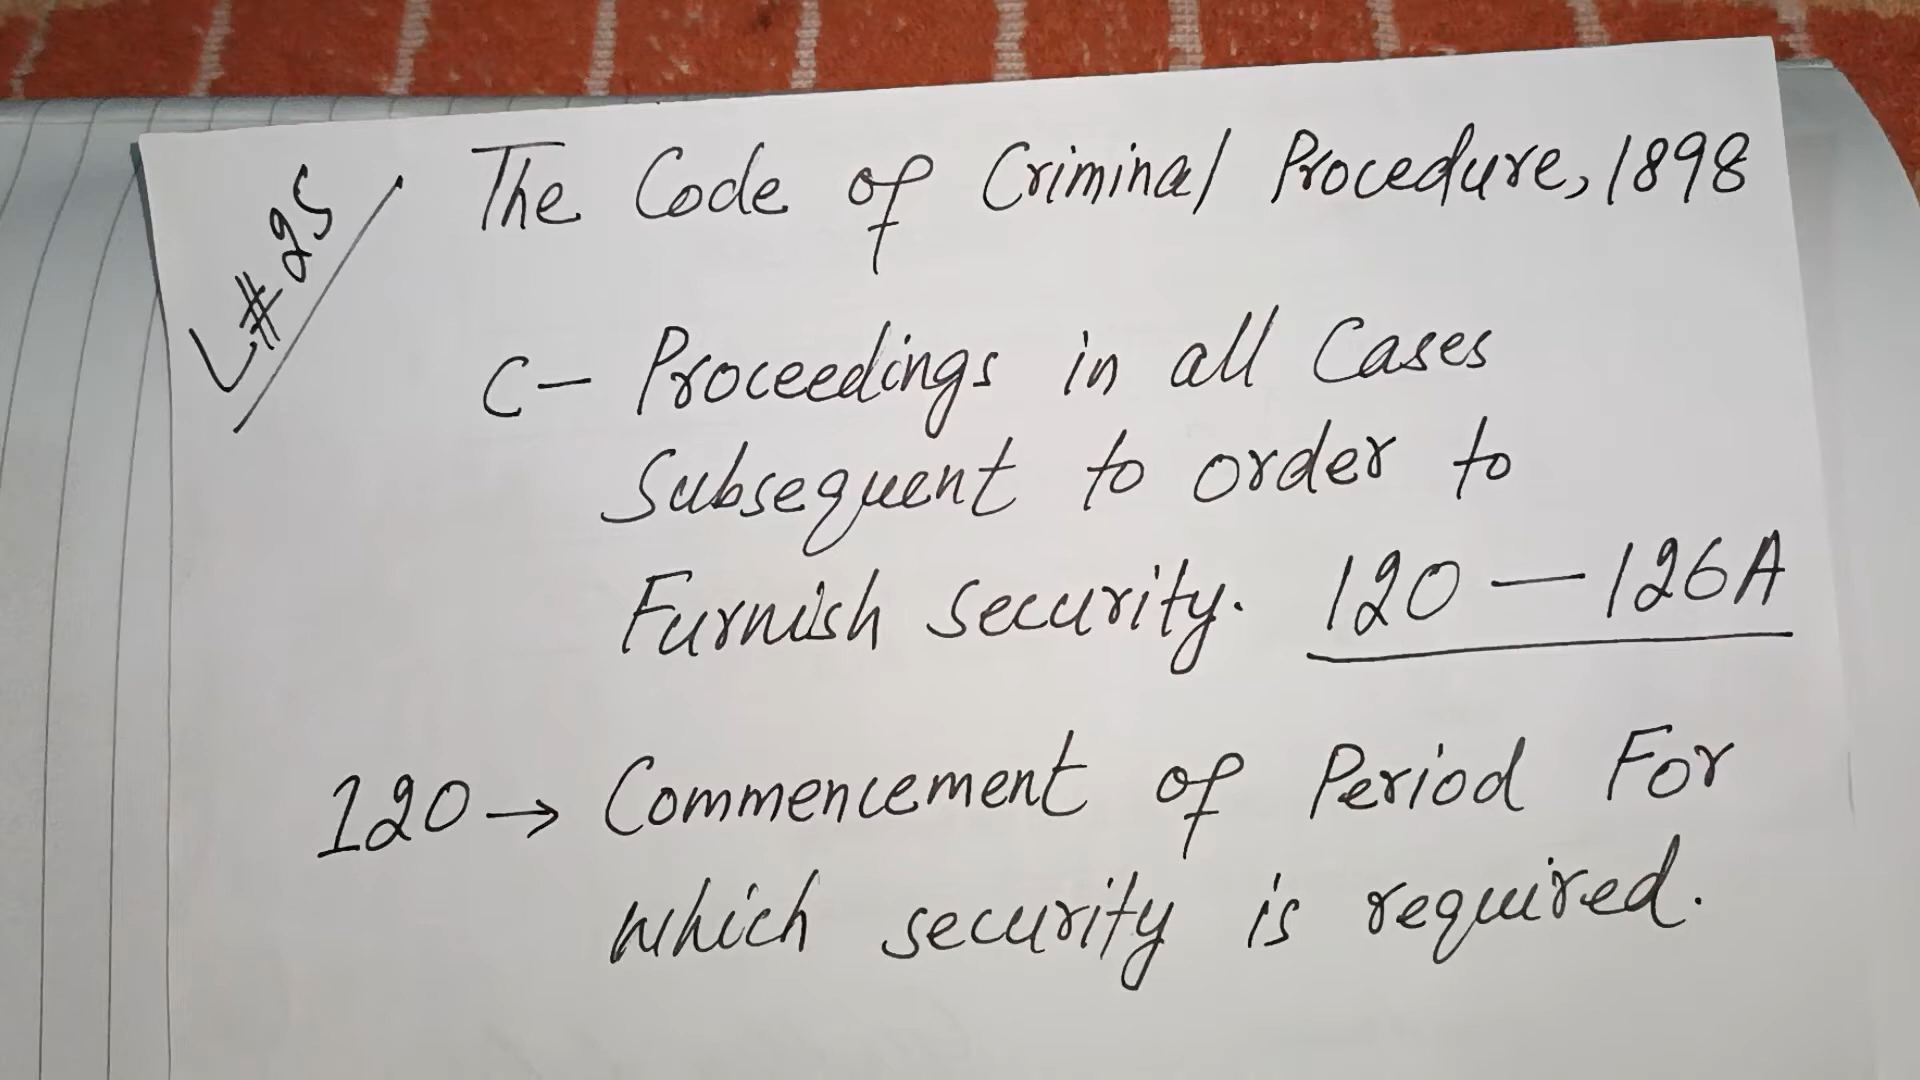 L#25
The Code of Criminal Procedure, 1898
C- Proceedings in all Cases
Subsequent to order to
Furnish security. 120-126A
120→ Commencement of Period For
which security is required.